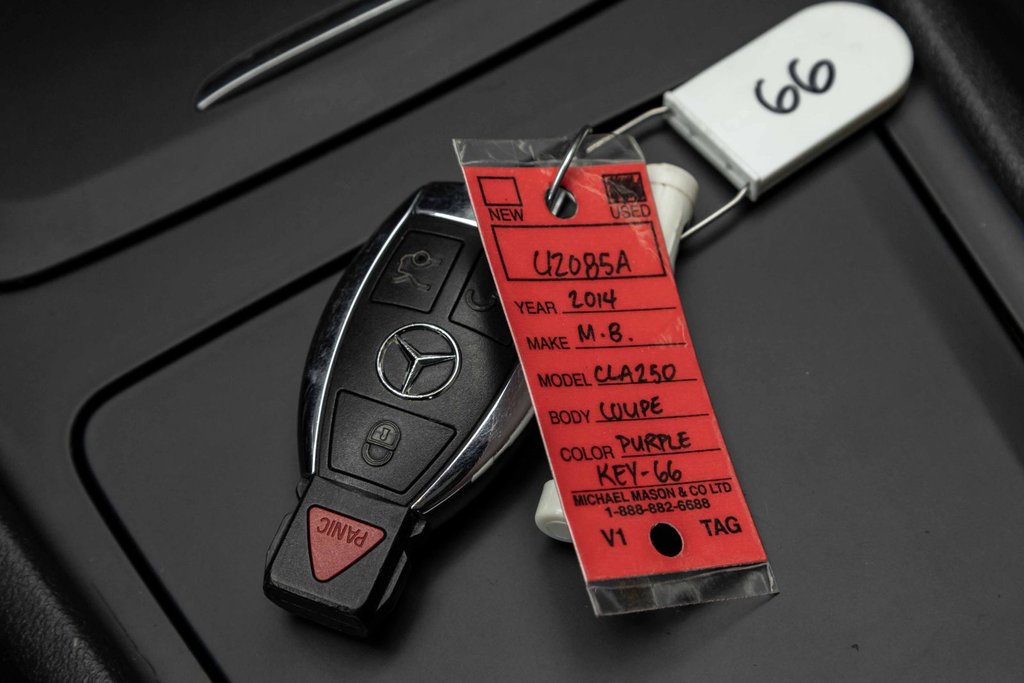 66
NEW USED
U2085A
YEAR 2014
MAKE M.B.
MODEL CLA250
BODY COUPE
COLOR PURPLE
KEY-66
MICHAEL MASON & CO LTD
1-888-882-6688
V1 TAG
PANIC